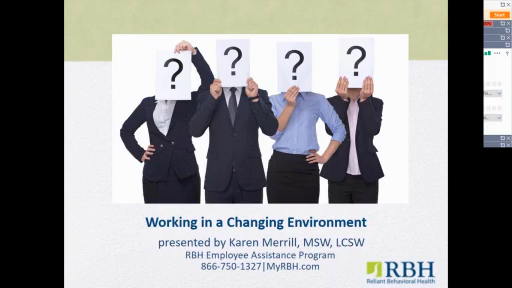 ? ? ? ?
Working in a Changing Environment
presented by Karen Merrill, MSW, LCSW
RBH Employee Assistance Program
866-750-1327|MyRBH.com
RBH
Reliant Behavioral Health
Start